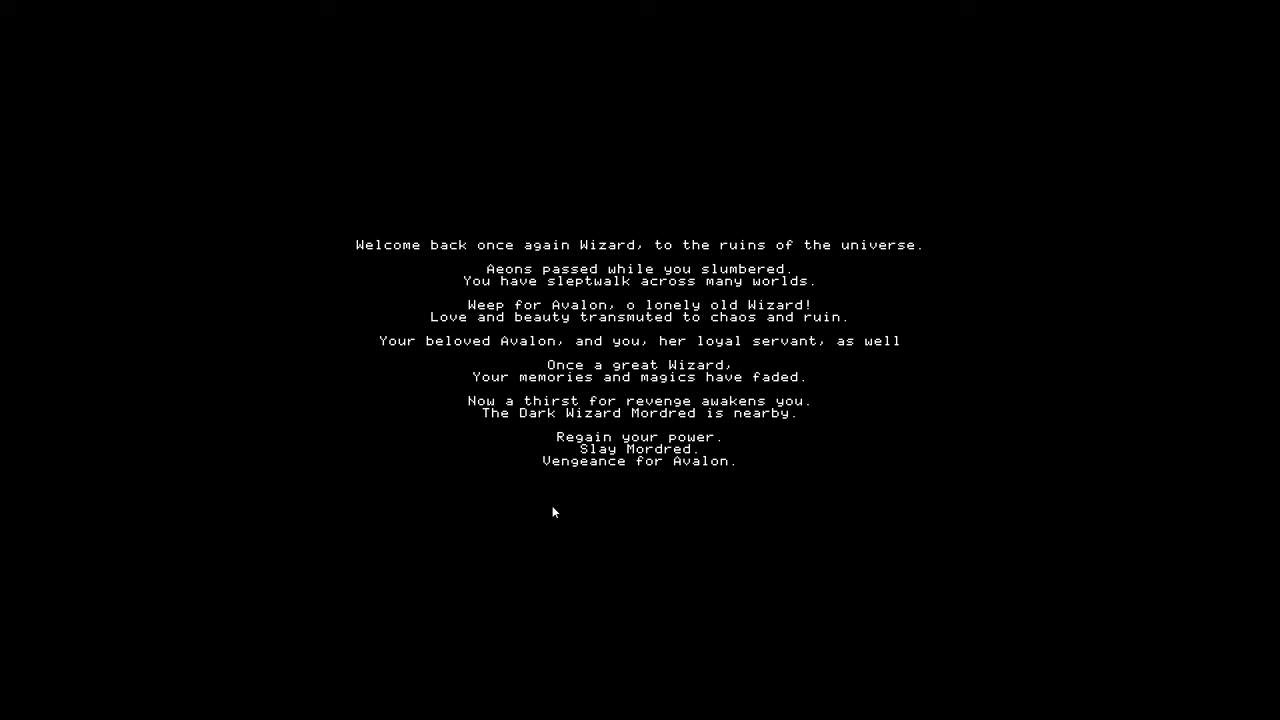 Welcome back once again Wizard, to the ruins of the universe.
Aeons passed while you slumbered.
You have sleptwalk across many worlds.
Weep for Avalon, o lonely old Wizard!
Love and beauty transmuted to chaos and ruin.
Your beloved Avalon, and you, her loyal servant, as well
Once a great Wizard,
Your memories and magics have faded.
Now a thirst for revenge awakens you.
The Dark Wizard Mordred is nearby.
Regain your power.
Slay Mordred.
Vengeance for Avalon.